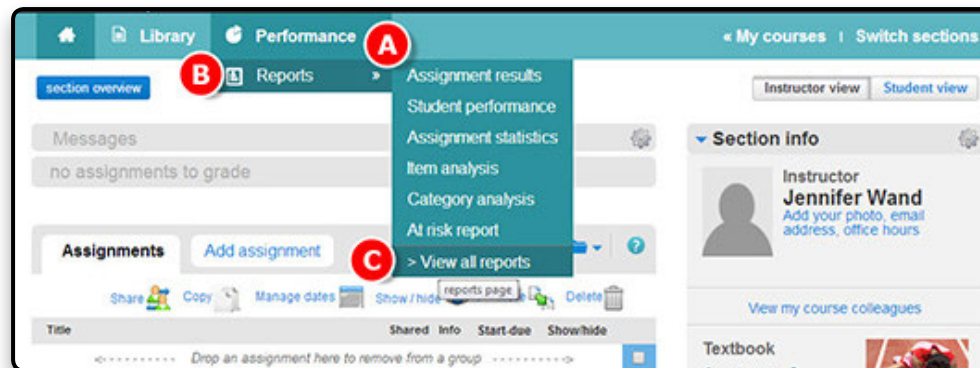 Library Performance A « My courses | Switch sections
B Reports »
section overview
Assignment results
Student performance
Assignment statistics
Item analysis
Category analysis
At risk report
C > View all reports
reports page
Instructor view Student view
Messages
no assignments to grade
Assignments Add assignment ?
Share Copy Manage dates Show / hide Delete
Title Shared Info Start-due Show/hide
Drop an assignment here to remove from a group
Section info
Instructor
Jennifer Wand
Add your photo, email
address, office hours
View my course colleagues
Textbook